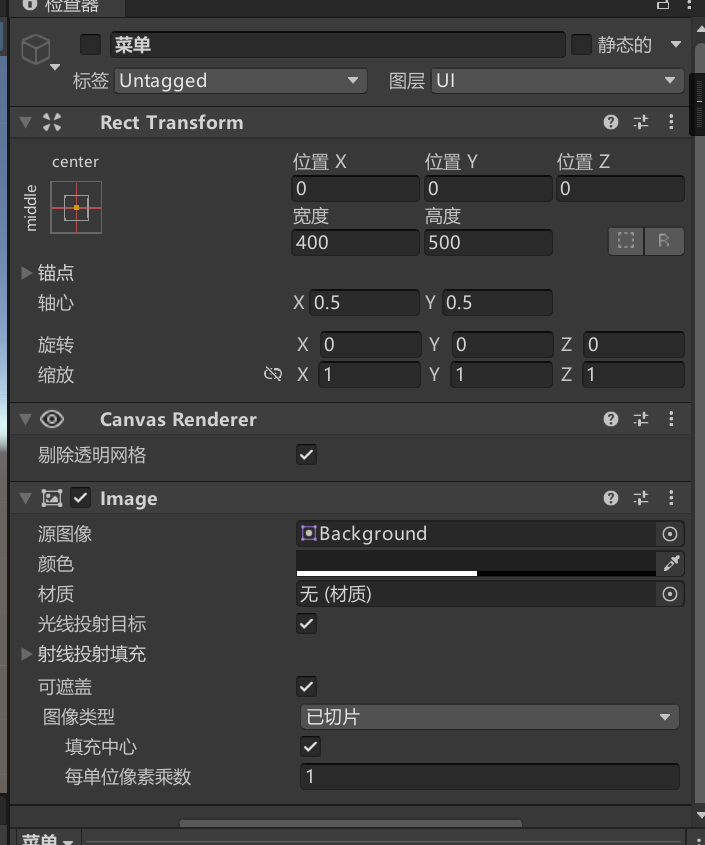 检查器
菜单
静态的
标签 Untagged 图层 UI
Rect Transform
center
middle
位置 X 位置 Y 位置 Z
0 0 0
宽度 高度
400 500
R
锚点
轴心 X 0.5 Y 0.5
旋转 X 0 Y 0 Z 0
缩放 X 1 Y 1 Z 1
Canvas Renderer
剔除透明网格
Image
源图像 Background
颜色
材质 无 (材质)
光线投射目标
射线投射填充
可遮盖
图像类型 已切片
填充中心
每单位像素乘数 1
菜单